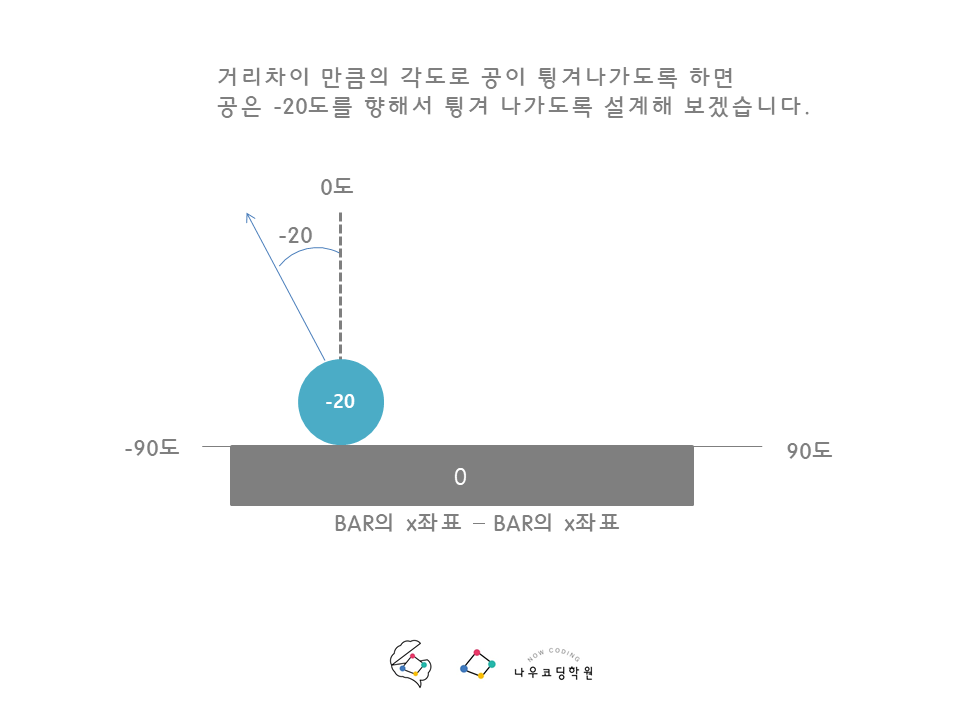 거리차이 만큼의 각도로 공이 튕겨나가도록 하면
공은 -20도를 향해서 튕겨 나가도록 설계해 보겠습니다.
0도
-20
-20
-90도
90도
0
BAR의 x좌표 – BAR의 x좌표
NOW CODING
나우코딩학원